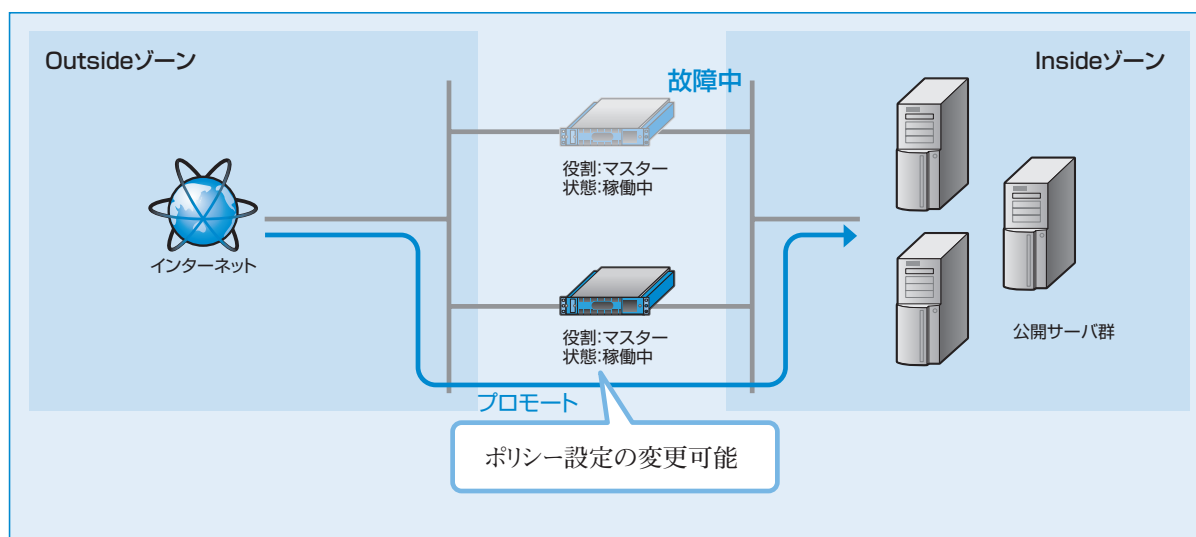 Outsideゾーン
Insideゾーン
故障中
役割:マスター
状態:稼働中
インターネット
役割:マスター
状態:稼働中
公開サーバ群
プロモート
ポリシー設定の変更可能